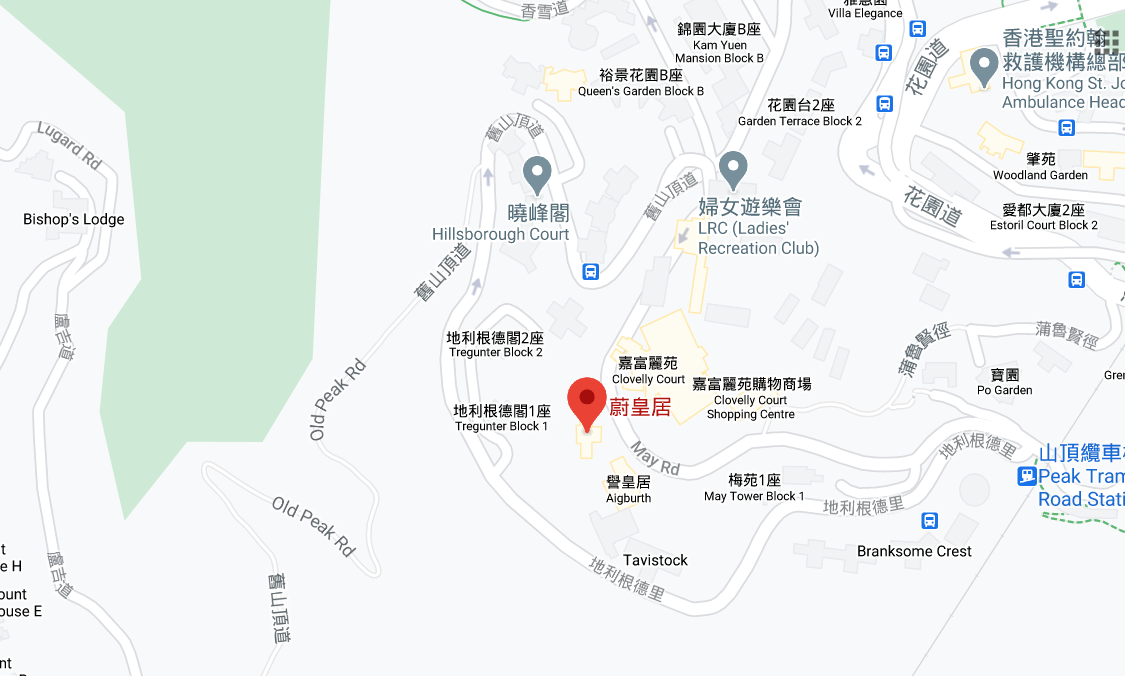 香雪道
雅慧園
Villa Elegance
錦園大廈B座
Kam Yuen
Mansion Block B
裕景花園B座
Queen's Garden Block B
花園道
香港聖約翰
救護機構總部
Hong Kong St. Jo
Ambulance Head
花園台2座
Garden Terrace Block 2
舊山頂道
Lugard Rd
肇苑
Woodland Garden
舊山頂道
曉峰閣
Hillsborough Court
婦女遊樂會
LRC (Ladies'
Recreation Club)
花園道
愛都大廈2座
Estoril Court Block 2
Bishop's Lodge
舊山頂道
盧吉道
地利根德閣2座
Tregunter Block 2
蒲魯賢徑
蒲魯賢徑
嘉富麗苑
Clovelly Court
嘉富麗苑購物商場
Clovelly Court
Shopping Centre
寶園
Po Garden
Gre
Old Peak Rd
地利根德閣1座
Tregunter Block 1
蔚皇居
May Rd
地利根德里
山頂纜車
Peak Tram
Road Stati
譽皇居
Aigburth
梅苑1座
May Tower Block 1
地利根德里
Old Peak Rd
Branksome Crest
Tavistock
地利根德里
盧吉道
舊山頂道
t
e H
ount
ouse E
nt